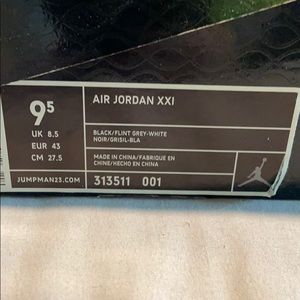 9⁵
AIR JORDAN XXI
UK 8.5
EUR 43
CM 27.5
BLACK/FLINT GREY-WHITE
NOIR/GRISIL-BLA
MADE IN CHINA/FABRIQUE EN
CHINE/HECHO EN CHINA
JUMPMAN23.COM
313511 001